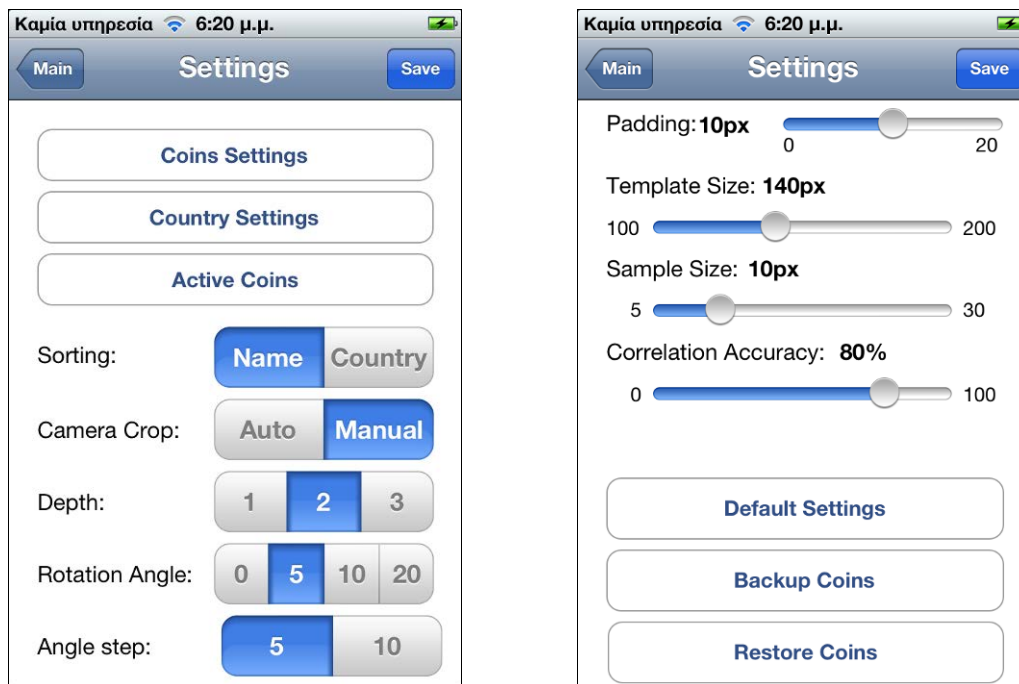 Καμία υπηρεσία 6:20 μ.μ.
Main Settings Save
Coins Settings
Country Settings
Active Coins
Sorting: Name Country
Camera Crop: Auto Manual
Depth: 1 2 3
Rotation Angle: 0 5 10 20
Angle step: 5 10
Καμία υπηρεσία 6:20 μ.μ.
Main Settings Save
Padding: 10px
0 20
Template Size: 140px
100 200
Sample Size: 10px
5 30
Correlation Accuracy: 80%
0 100
Default Settings
Backup Coins
Restore Coins